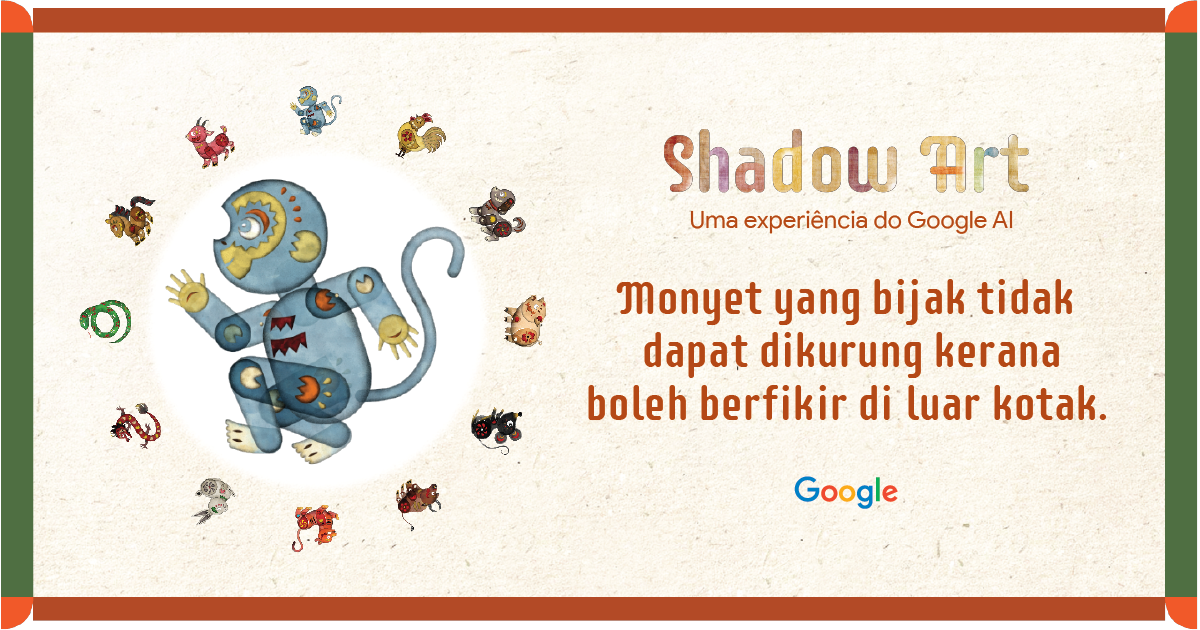 Shadow Art
Uma experiência do Google AI
Monyet yang bijak tidak
dapat dikurung kerana
boleh berfikir di luar kotak.
Google